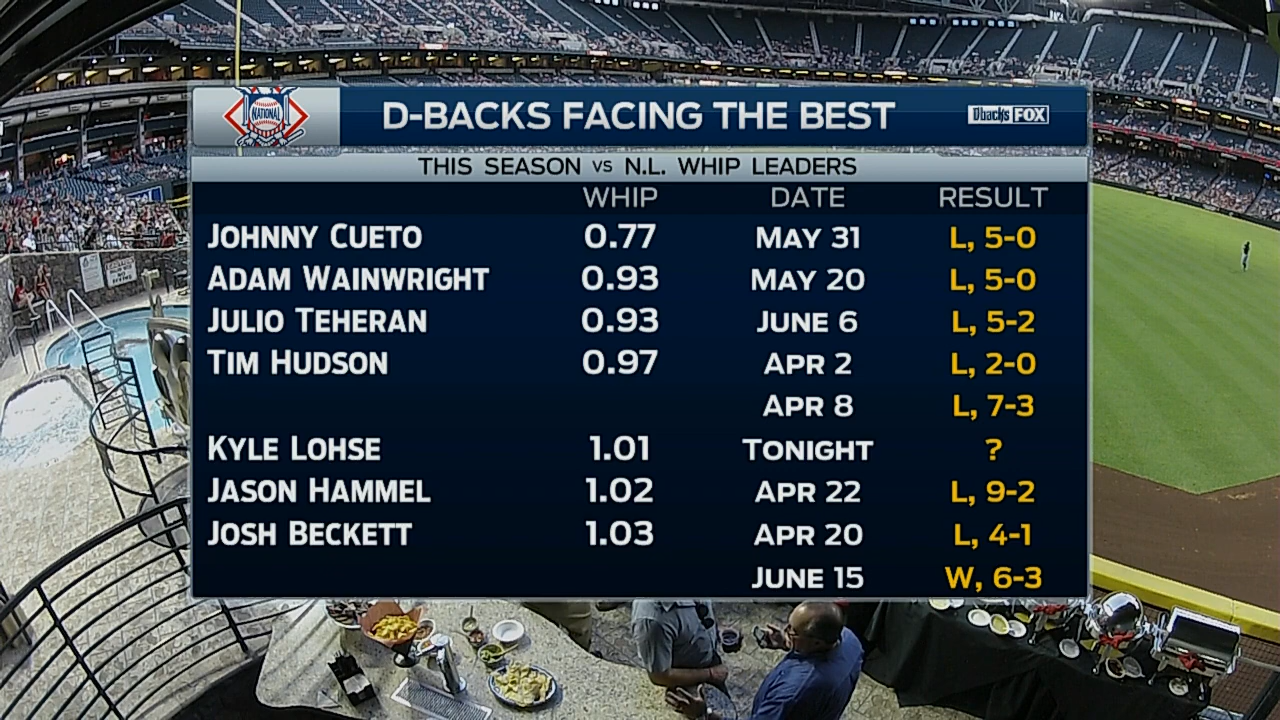 NATIONAL
D-BACKS FACING THE BEST
Dbacks FOX
THIS SEASON VS N.L. WHIP LEADERS
WHIP DATE RESULT
JOHNNY CUETO 0.77 MAY 31 L, 5-0
ADAM WAINWRIGHT 0.93 MAY 20 L, 5-0
JULIO TEHERAN 0.93 JUNE 6 L, 5-2
TIM HUDSON 0.97 APR 2 L, 2-0
APR 8 L, 7-3
KYLE LOHSE 1.01 TONIGHT ?
JASON HAMMEL 1.02 APR 22 L, 9-2
JOSH BECKETT 1.03 APR 20 L, 4-1
JUNE 15 W, 6-3